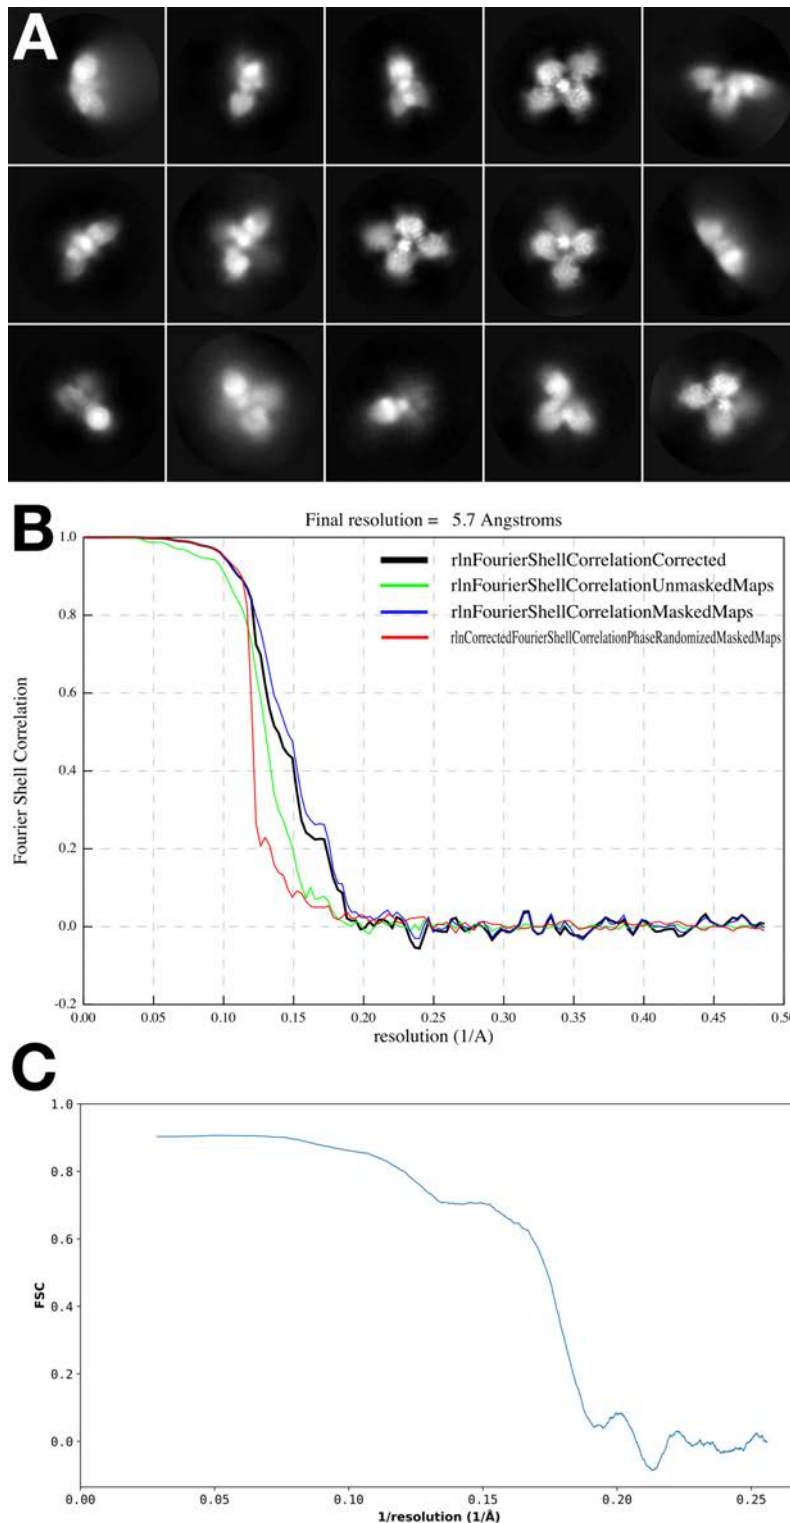 A
B
Final resolution = 5.7 Angstroms
1.0
0.8
0.6
0.4
0.2
0.0
-0.2
Fourier Shell Correlation
rlnFourierShellCorrelationCorrected
rlnFourierShellCorrelationUnmaskedMaps
rlnFourierShellCorrelationMaskedMaps
rlnCorrectedFourierShellCorrelationPhaseRandomizedMaskedMaps
0.00 0.05 0.10 0.15 0.20 0.25 0.30 0.35 0.40 0.45 0.50
resolution (1/A)
C
1.0
0.8
0.6
0.4
0.2
0.0
FSC
0.00 0.05 0.10 0.15 0.20 0.25
1/resolution (1/Å)